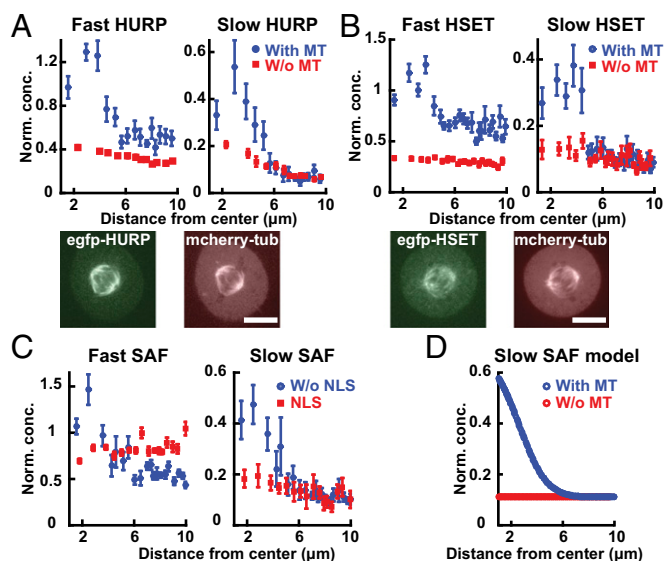 A
Fast HURP
Slow HURP
With MT
W/o MT
Norm. conc.
1.2
0.8
0.4
0
0.6
0.4
0.2
0
2 6 10
2 6 10
Distance from center (μm)
egfp-HURP
mcherry-tub
B
Fast HSET
Slow HSET
With MT
W/o MT
Norm. conc.
1.5
1
0.5
0
0.4
0.2
0
2 6 10
2 6 10
Distance from center (μm)
egfp-HSET
mcherry-tub
C
Fast SAF
Slow SAF
W/o NLS
NLS
Norm. conc.
1.5
1
0.5
0
0.6
0.4
0.2
0
2 6 10
2 6 10
Distance from center (μm)
D
Slow SAF model
With MT
W/o MT
Norm. conc.
0.6
0.4
0.2
0
2 6 10
Distance from center (μm)